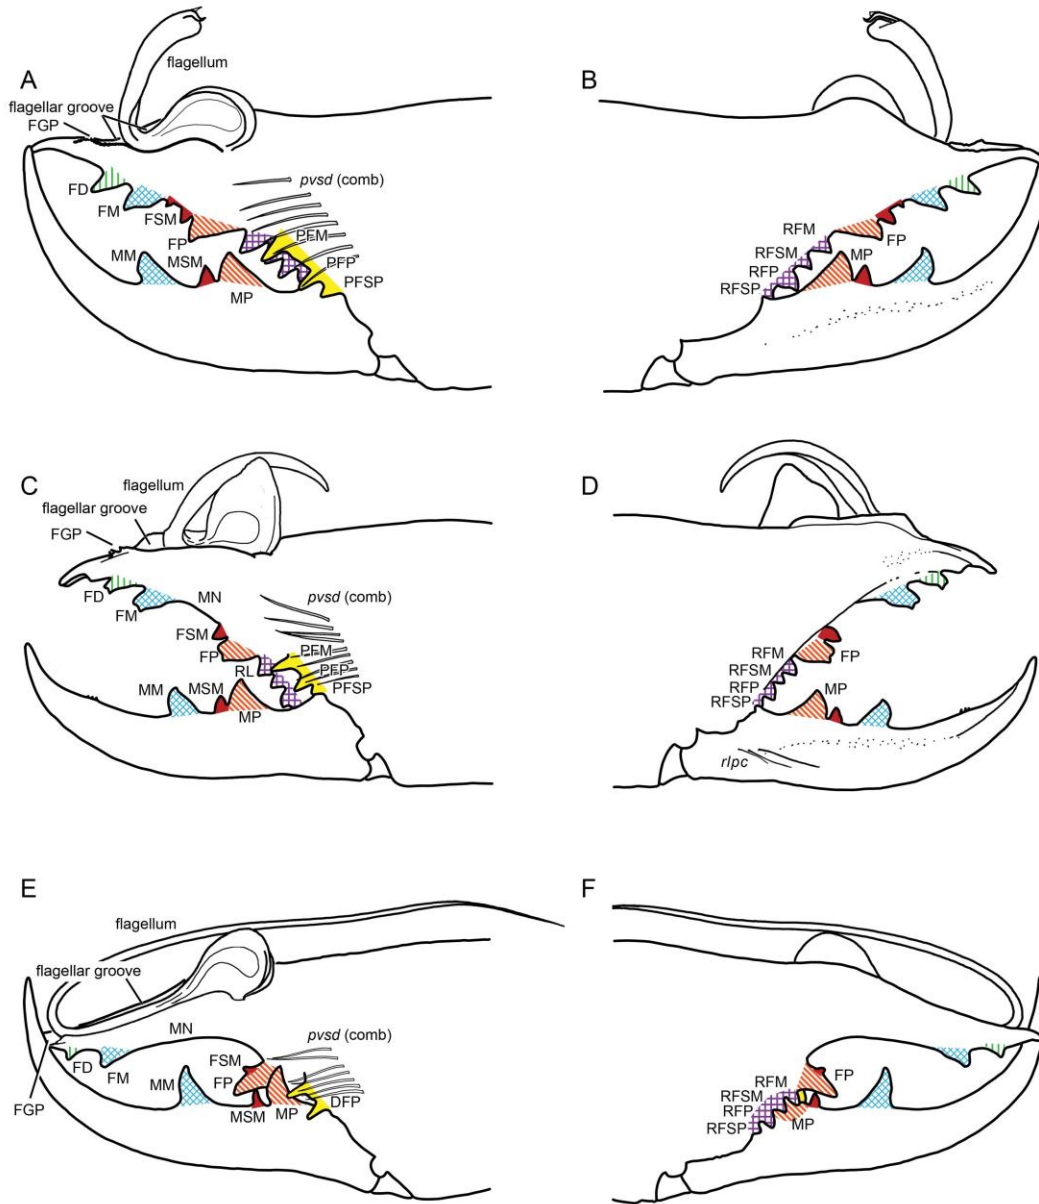 A
flagellum
flagellar groove
FGP
pvsd (comb)
FD
FM
FSM
FP
PFM
PFP
PFSP
MM
MSM
MP
B
RFM
RFSM
RFP
RFSP
FP
MP
C
flagellum
flagellar groove
FGP
FD
FM
MN
pvsd (comb)
FSM
FP
RL
PFM
PFP
PFSP
MM
MSM
MP
D
RFM
RFSM
RFP
RFSP
FP
MP
rlpc
E
flagellum
flagellar groove
MN
pvsd (comb)
FD
FM
FSM
FP
MM
FGP
MSM
MP
DFP
F
RFM
RFSM
RFP
RFSP
FP
MP